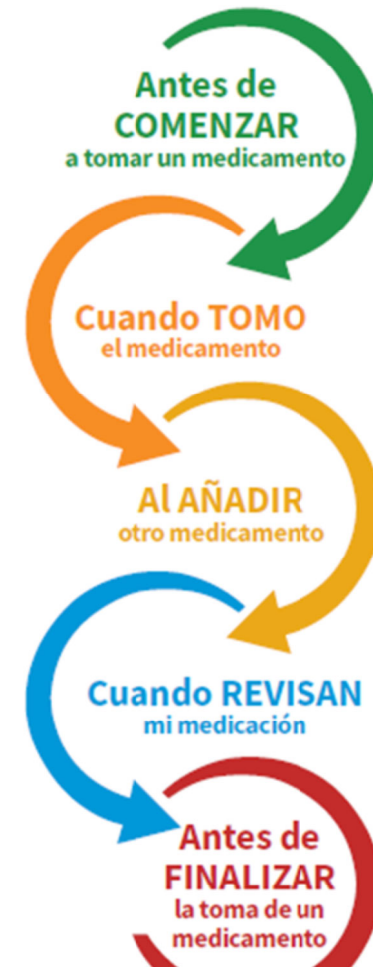 Antes de
COMENZAR
a tomar un medicamento
Cuando TOMO
el medicamento
Al AÑADIR
otro medicamento
Cuando REVISAN
mi medicación
Antes de
FINALIZAR
la toma de un
medicamento